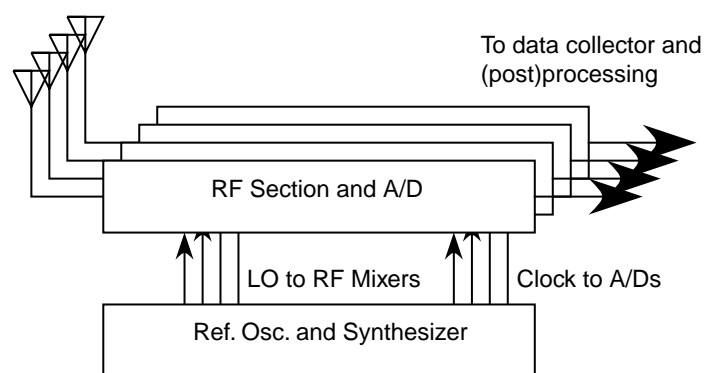 To data collector and
(post)processing
RF Section and A/D
LO to RF Mixers
Clock to A/Ds
Ref. Osc. and Synthesizer